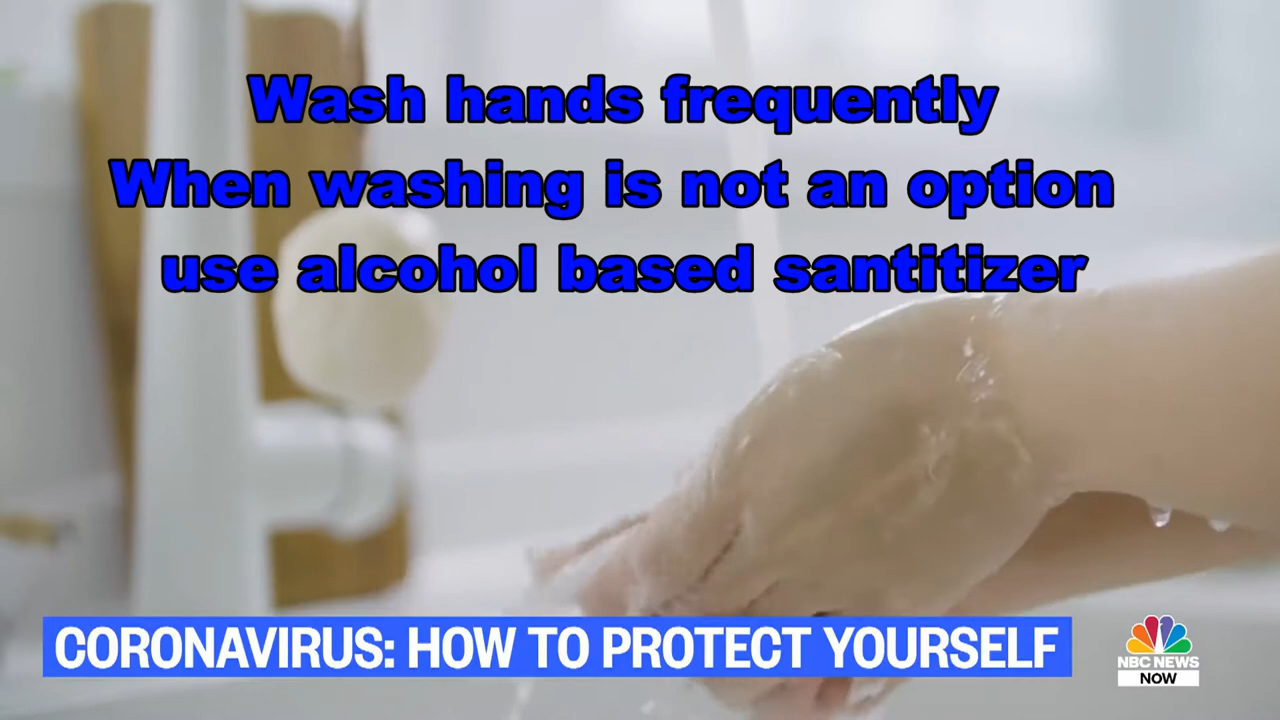 Wash hands frequently
When washing is not an option
use alcohol based santitizer
CORONAVIRUS: HOW TO PROTECT YOURSELF
NBC NEWS
NOW